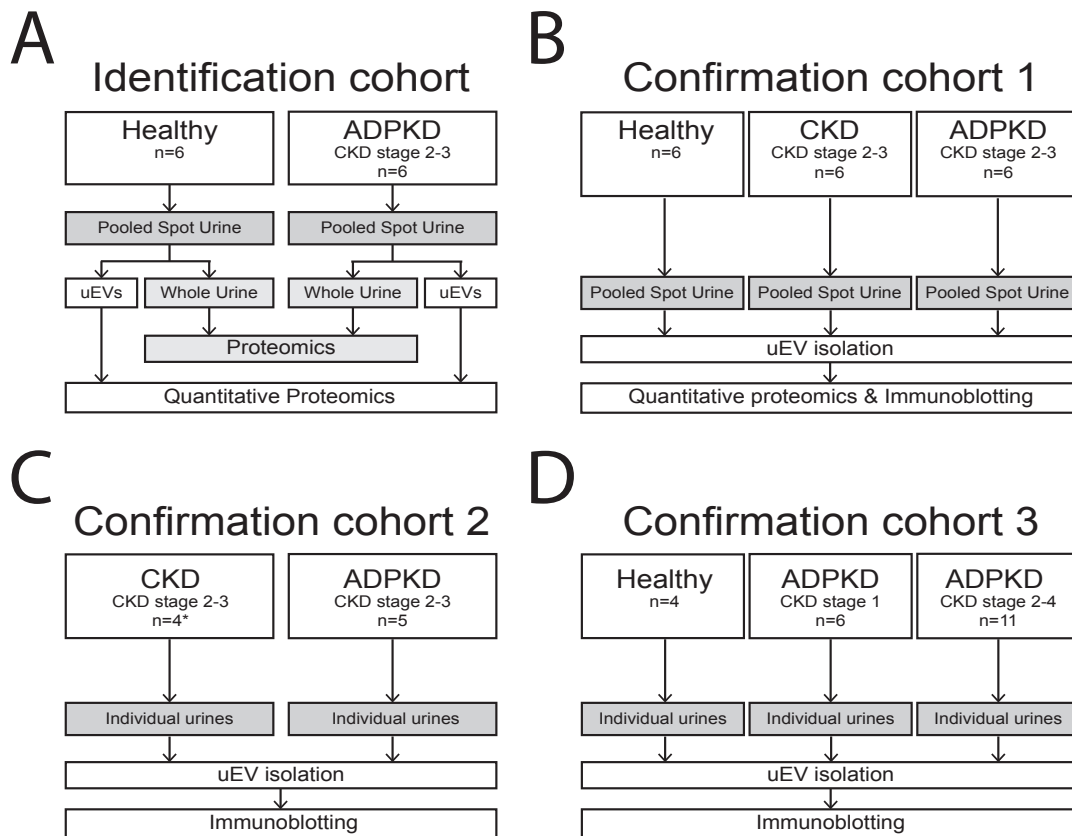 A
Identification cohort
Healthy
n=6
ADPKD
CKD stage 2-3
n=6
Pooled Spot Urine
Pooled Spot Urine
uEVs
Whole Urine
Whole Urine
uEVs
Proteomics
Quantitative Proteomics
B
Confirmation cohort 1
Healthy
n=6
CKD
CKD stage 2-3
n=6
ADPKD
CKD stage 2-3
n=6
Pooled Spot Urine
Pooled Spot Urine
Pooled Spot Urine
uEV isolation
Quantitative proteomics & Immunoblotting
C
Confirmation cohort 2
CKD
CKD stage 2-3
n=4*
ADPKD
CKD stage 2-3
n=5
Individual urines
Individual urines
uEV isolation
Immunoblotting
D
Confirmation cohort 3
Healthy
n=4
ADPKD
CKD stage 1
n=6
ADPKD
CKD stage 2-4
n=11
Individual urines
Individual urines
Individual urines
uEV isolation
Immunoblotting